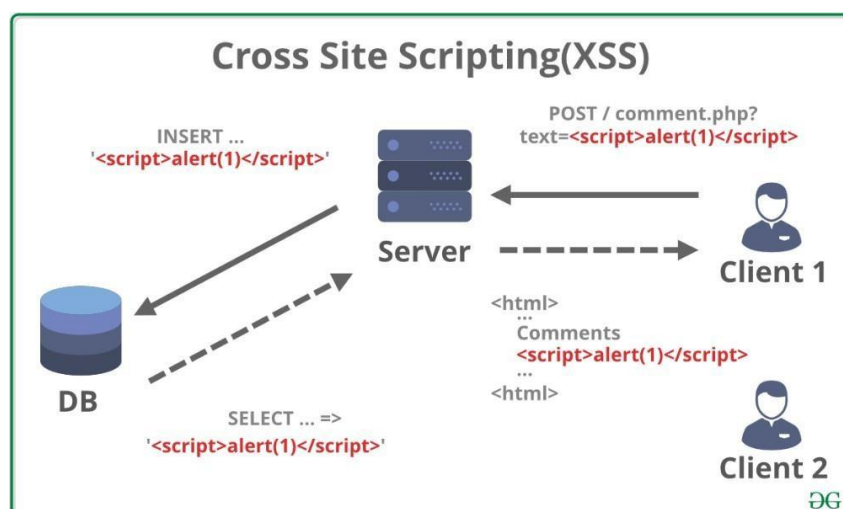 Cross Site Scripting(XSS)
INSERT ...
'<script>alert(1)</script>'
POST / comment.php?
text=<script>alert(1)</script>
Server
Client 1
DB
<html>
...
Comments
<script>alert(1)</script>
...
<html>
SELECT ... =>
'<script>alert(1)</script>'
Client 2